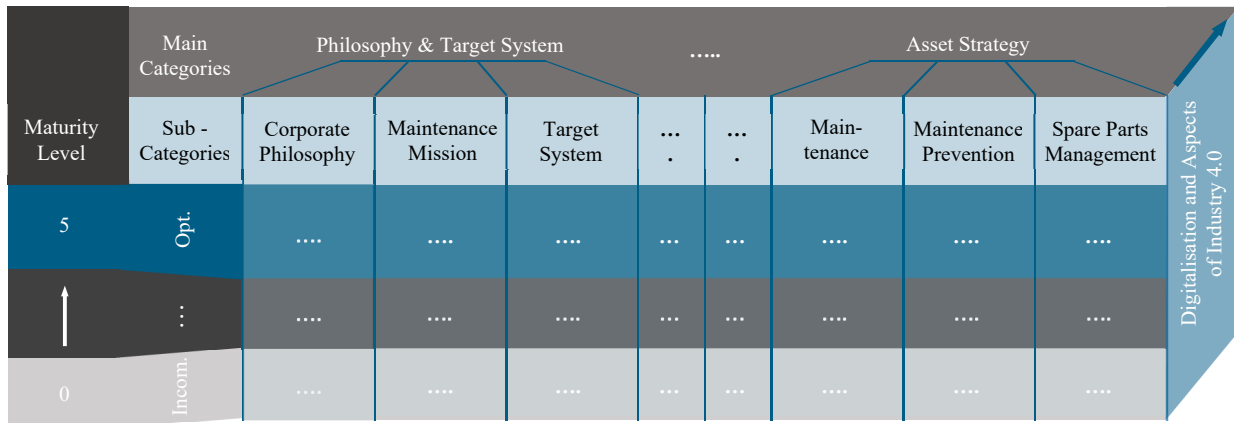 Main
Categories
Philosophy & Target System
.....
Asset Strategy
Maturity
Level
Sub -
Categories
Corporate
Philosophy
Maintenance
Mission
Target
System
...
.
...
.
Main-
tenance
Maintenance
Prevention
Spare Parts
Management
5
Opt.
....
....
....
...
...
....
....
....
...
....
....
....
...
...
....
....
....
0
Incom.
....
....
....
...
...
....
....
....
Digitalisation and Aspects
of Industry 4.0